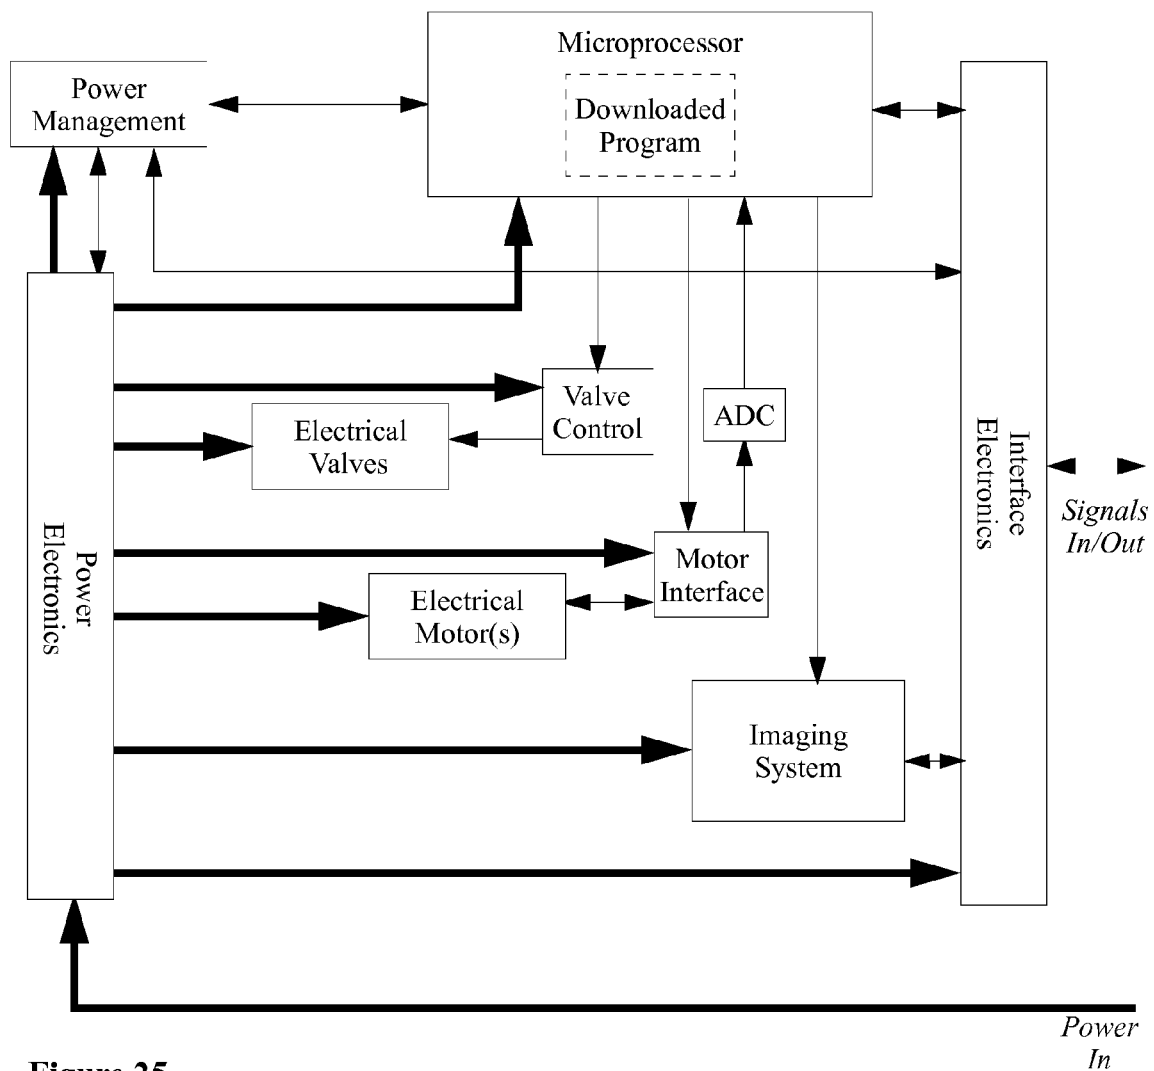 Microprocessor
Downloaded
Program
Power
Management
Valve
Control
ADC
Electrical
Valves
Interface
Electronics
Signals
In/Out
Power
Electronics
Motor
Interface
Electrical
Motor(s)
Imaging
System
Power
In
Figure 25